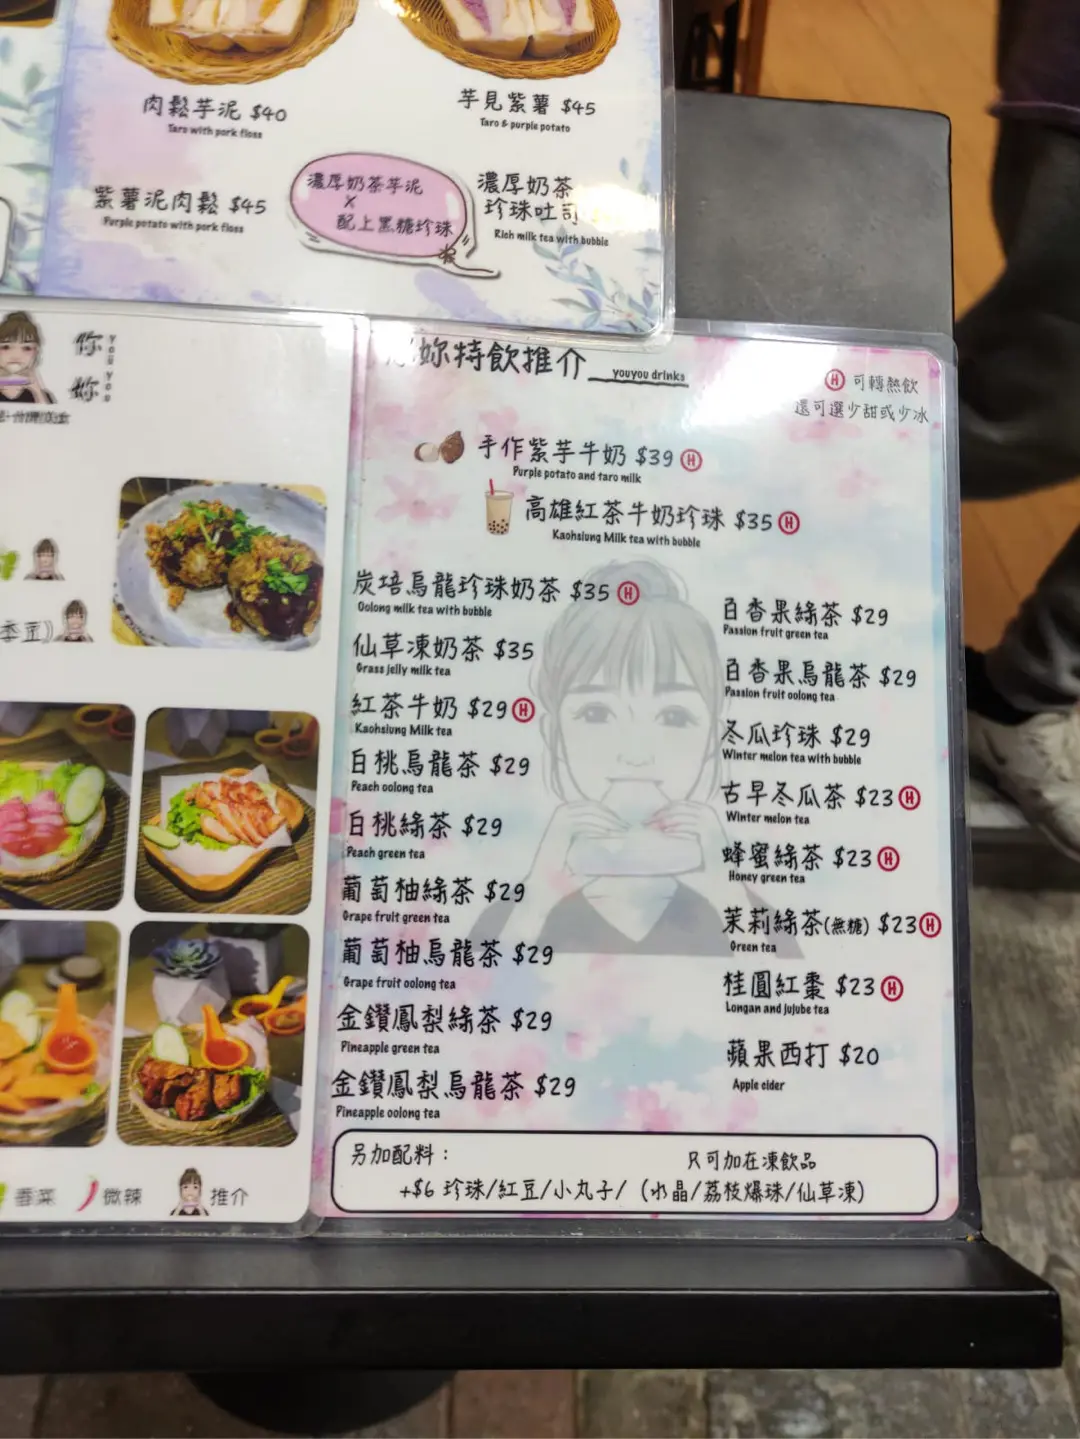 肉鬆芋泥 $40
Taro with pork floss
芋見紫薯 $45
Taro & purple potato
紫薯泥肉鬆 $45
Purple potato with pork floss
濃厚奶茶芋泥
X
配上黑糖珍珠
濃厚奶茶
珍珠吐司
Rich milk tea with bubble
你妳
youyou
季豆)
香菜
微辣
推介
妳特飲推介
youyou drinks
H 可轉熱飲
還可選少甜或少冰
手作紫芋牛奶 $39 H
Purple potato and taro milk
高雄紅茶牛奶珍珠 $35 H
Kaohsiung Milk tea with bubble
炭培烏龍珍珠奶茶 $35 H
Oolong milk tea with bubble
仙草凍奶茶 $35
Grass jelly milk tea
紅茶牛奶 $29 H
Kaohsiung Milk tea
白桃烏龍茶 $29
Peach oolong tea
白桃綠茶 $29
Peach green tea
葡萄柚綠茶 $29
Grape fruit green tea
葡萄柚烏龍茶 $29
Grape fruit oolong tea
金鑽鳳梨綠茶 $29
Pineapple green tea
金鑽鳳梨烏龍茶 $29
Pineapple oolong tea
百香果綠茶 $29
Passion fruit green tea
百香果烏龍茶 $29
Passion fruit oolong tea
冬瓜珍珠 $29
Winter melon tea with bubble
古早冬瓜茶 $23 H
Winter melon tea
蜂蜜綠茶 $23 H
Honey green tea
茉莉綠茶(無糖) $23 H
Green tea
桂圓紅棗 $23 H
Longan and jujube tea
蘋果西打 $20
Apple cider
另加配料：
只可加在凍飲品
+$6 珍珠/紅豆/小丸子/（水晶/荔枝爆珠/仙草凍）